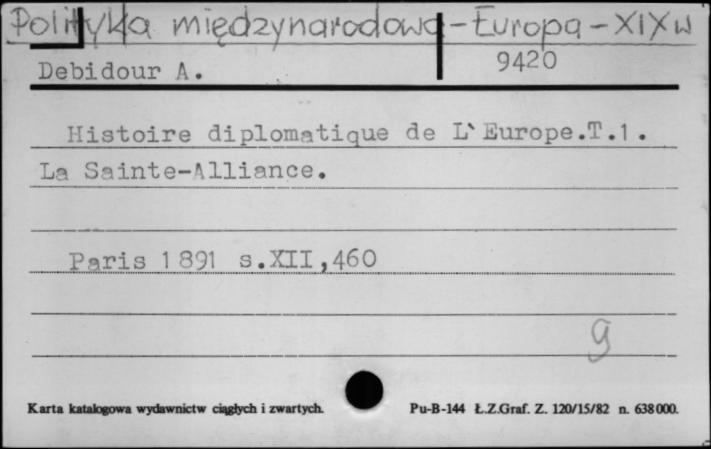 Polityka międzynarodowa – Europa – XIX w
Debidour A.
9420
Histoire diplomatique de L`Europe.T.1.
La Sainte-Alliance.
Paris 1891 s.XII,460
g
Karta katalogowa wydawnictw ciągłych i zwartych.
Pu-B-144 Ł.Z.Graf. Z. 120/15/82 n. 638000.